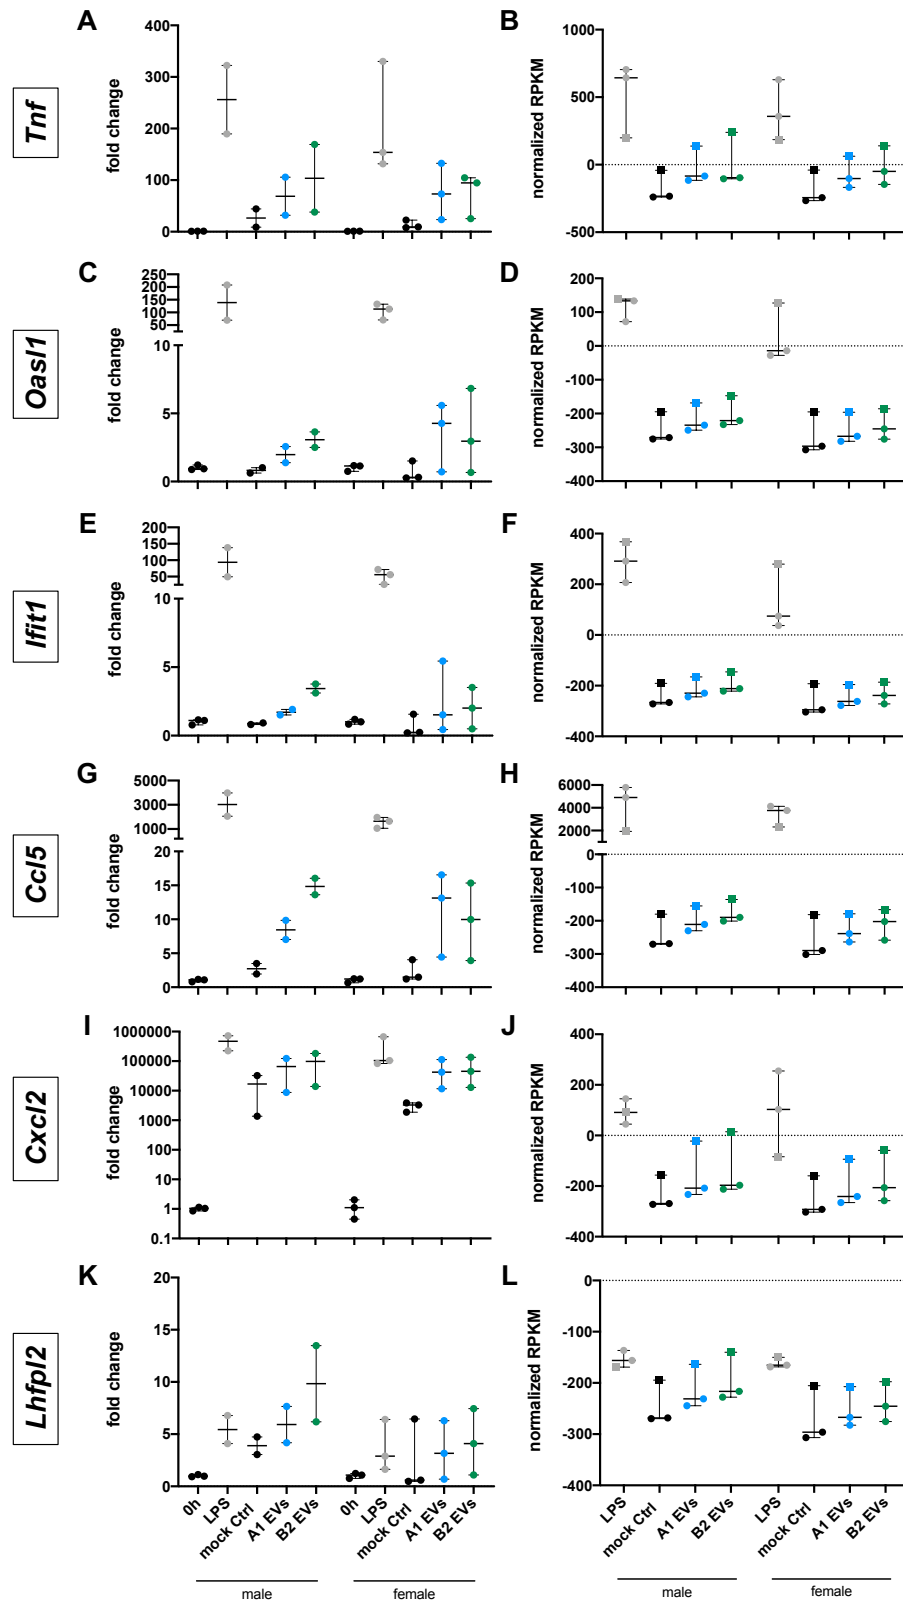 A
B
Tnf
fold change
400
300
200
100
0
normalized RPKM
1000
500
0
-500
C
D
Oasl1
fold change
250
200
150
100
50
10
5
0
normalized RPKM
200
100
0
-100
-200
-300
-400
E
F
Ifit1
fold change
200
150
100
50
10
5
0
normalized RPKM
400
200
0
-200
-400
G
H
Ccl5
fold change
5000
3000
1000
20
15
10
5
0
normalized RPKM
6000
4000
2000
0
-100
-200
-300
-400
I
J
Cxcl2
fold change
1000000
100000
10000
1000
100
10
1
0.1
normalized RPKM
400
200
0
-200
-400
K
L
Lhfpl2
fold change
20
15
10
5
0
normalized RPKM
0
-100
-200
-300
-400
0h
LPS
mock Ctrl
A1 EVs
B2 EVs
0h
LPS
mock Ctrl
A1 EVs
B2 EVs
LPS
mock Ctrl
A1 EVs
B2 EVs
LPS
mock Ctrl
A1 EVs
B2 EVs
male
female
male
female